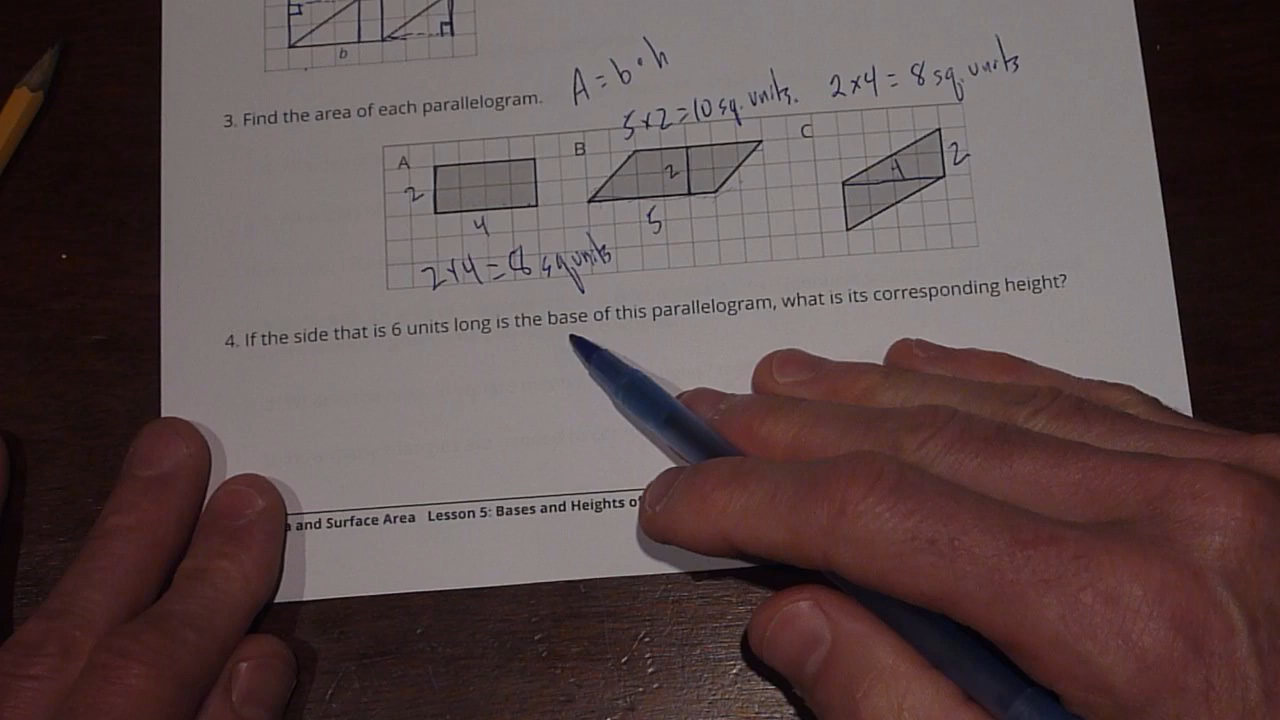 b
3. Find the area of each parallelogram. A = b • h
5 x 2 = 10 sq. units.
2 x 4 = 8 sq. units
A
B
C
2
4
2
5
4
2
2 x 4 = 8 sq units
4. If the side that is 6 units long is the base of this parallelogram, what is its corresponding height?
and Surface Area Lesson 5: Bases and Heights of